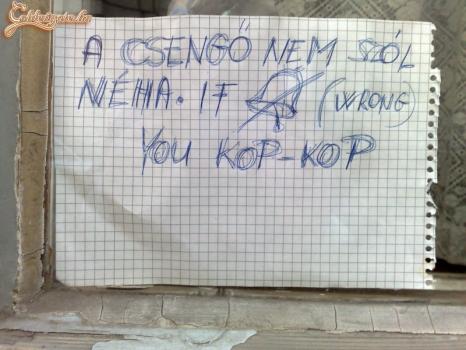 A CSENGŐ NEM SZÓL
NÉHA. IF (WRONG)
YOU KOP-KOP